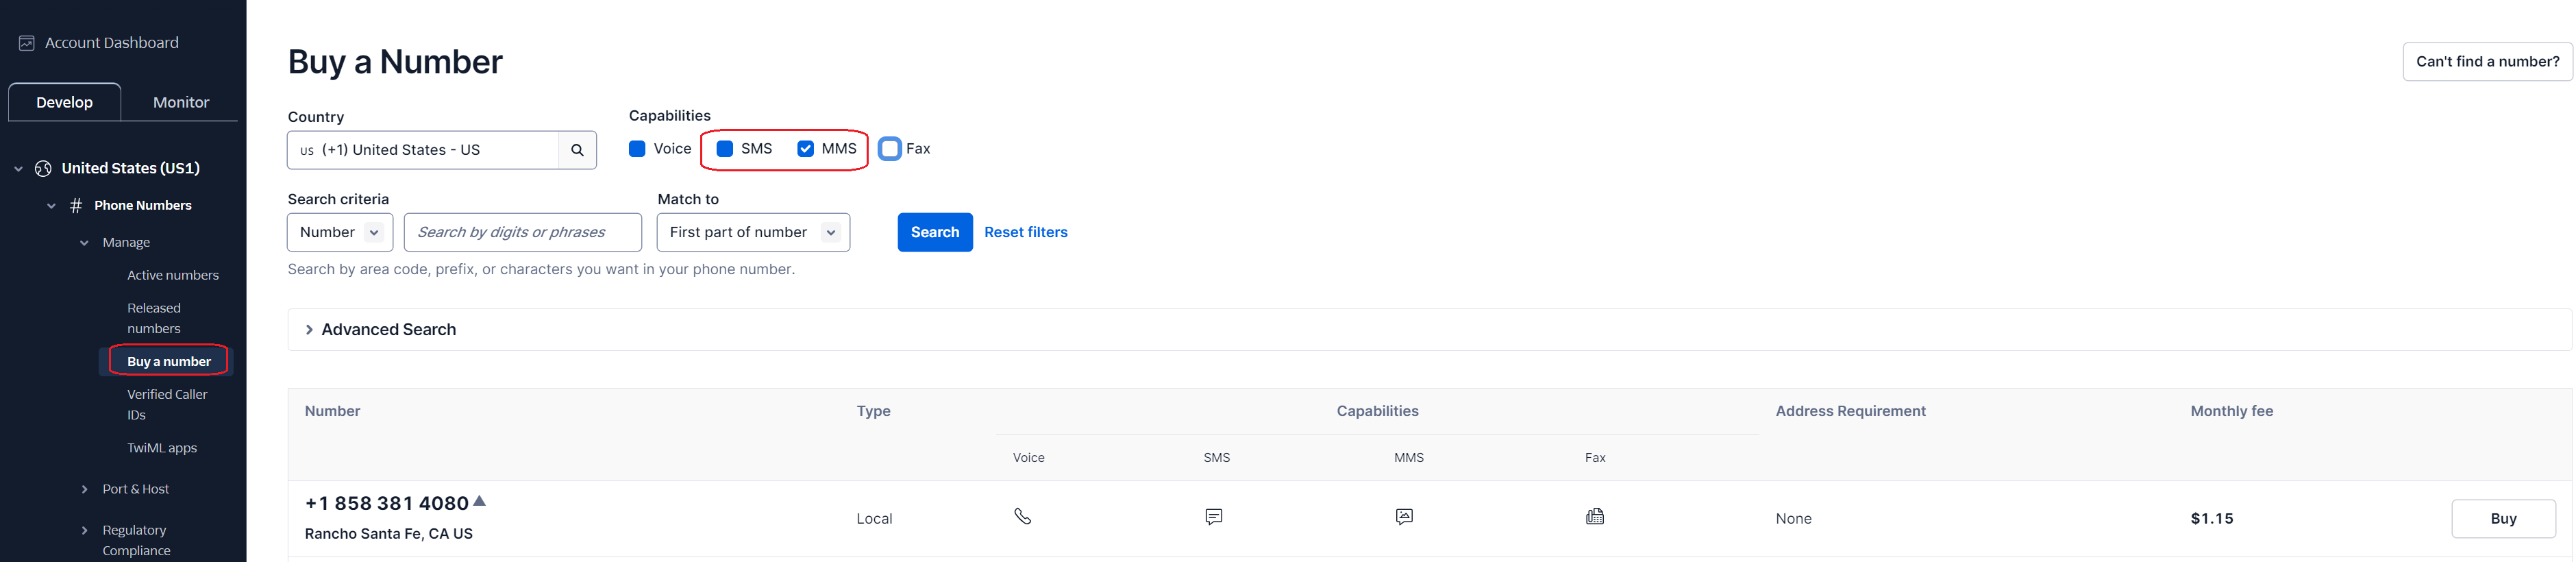 Account Dashboard
Develop
Monitor
United States (US1)
Phone Numbers
Manage
Active numbers
Released
numbers
Buy a number
Verified Caller
IDs
TwiML apps
Port & Host
Regulatory
Compliance
Buy a Number
Can't find a number?
Country
US (+1) United States - US
Capabilities
Voice SMS MMS Fax
Search criteria
Number
Search by digits or phrases
Match to
First part of number
Search
Reset filters
Search by area code, prefix, or characters you want in your phone number.
Advanced Search
Number Type Capabilities Address Requirement Monthly fee
Voice SMS MMS Fax
+1 858 381 4080
Rancho Santa Fe, CA US
Local
None
$1.15
Buy